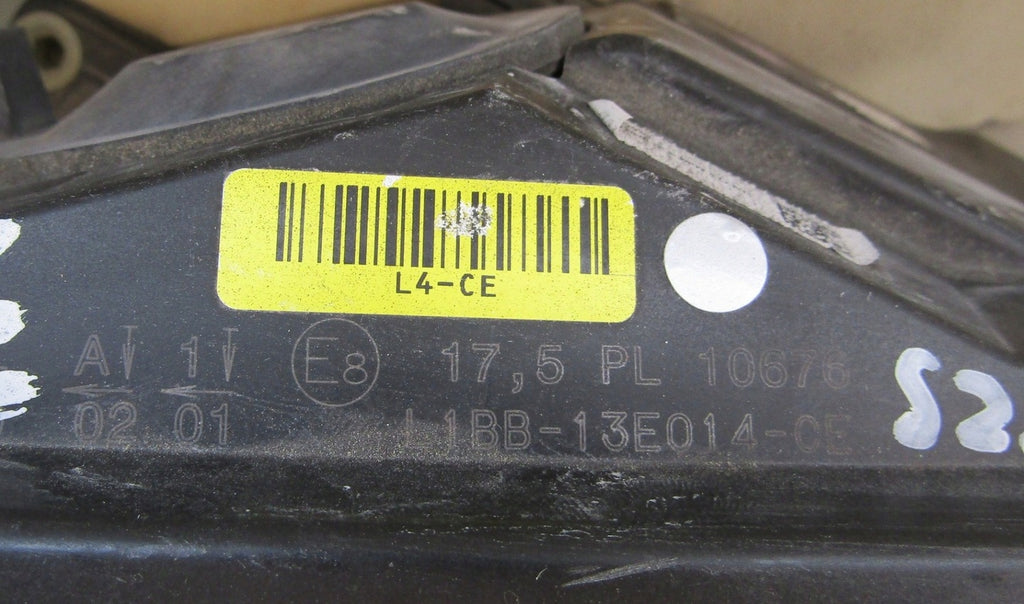 L4-CE
A 1 E8 17,5 PL 10676
02 01 L1BB-13E014-CE